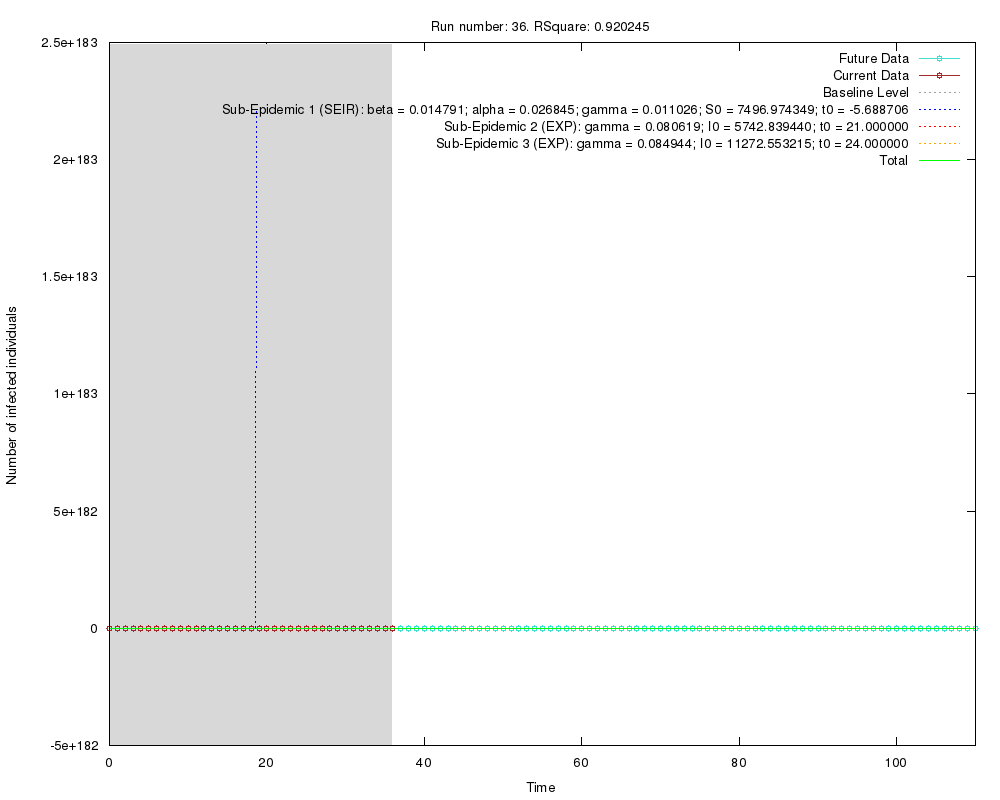 Run number: 36. RSquare: 0.920245
2.5e+183
2e+183
1.5e+183
1e+183
5e+182
0
-5e+182
Number of infected individuals
Future Data
Current Data
Baseline Level
Sub-Epidemic 1 (SEIR): beta = 0.014791; alpha = 0.026845; gamma = 0.011026; S0 = 7496.974349; t0 = -5.688706
Sub-Epidemic 2 (EXP): gamma = 0.080619; I0 = 5742.839440; t0 = 21.000000
Sub-Epidemic 3 (EXP): gamma = 0.084944; I0 = 11272.553215; t0 = 24.000000
Total
0 20 40 60 80 100
Time